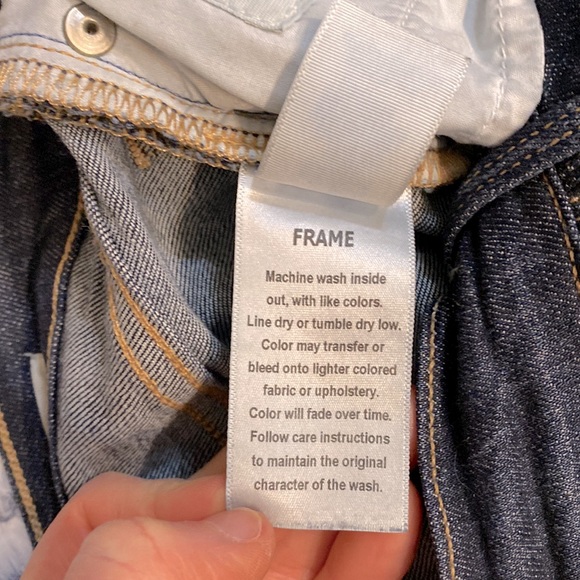 FRAME
Machine wash inside
out, with like colors.
Line dry or tumble dry low.
Color may transfer or
bleed onto lighter colored
fabric or upholstery.
Color will fade over time.
Follow care instructions
to maintain the original
character of the wash.